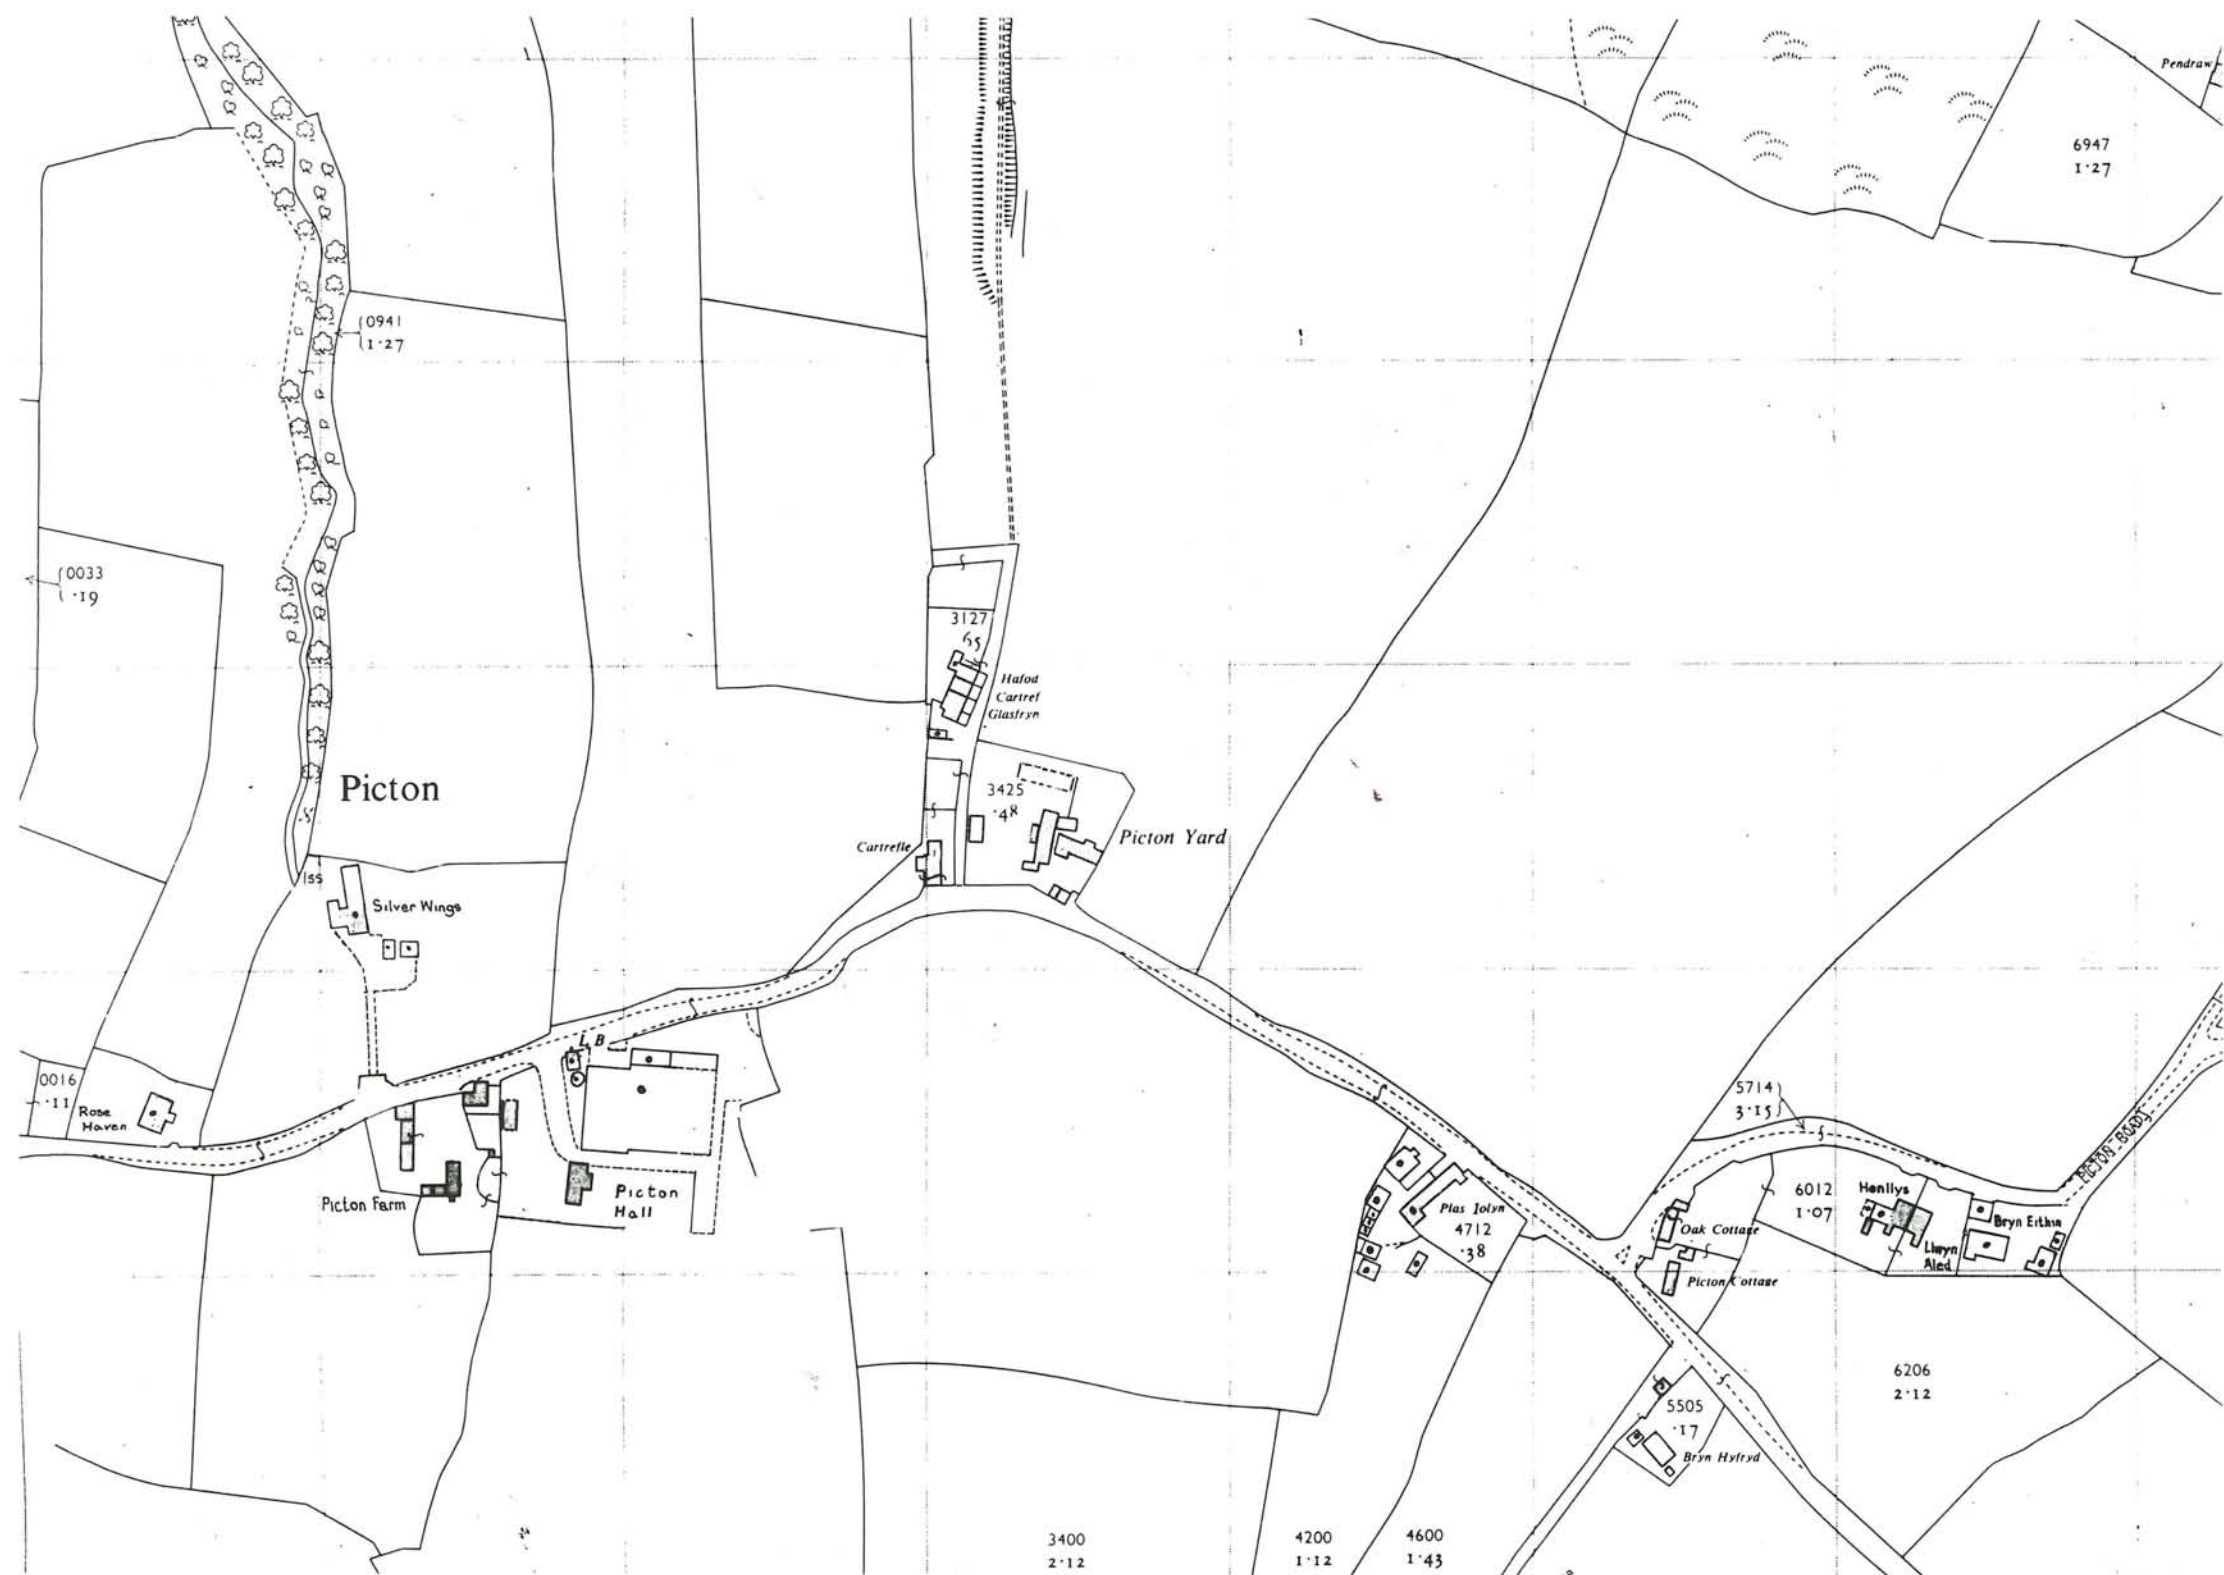 Pendraw
6947
1·27
0941
1·27
0033
·19
3127
65
Hafod
Cartref
Glasfryn
Picton
3425
·48
Picton Yard
Cartrefle
Iss
Silver Wings
L B
0016
·11
Rose
Haven
Picton Farm
Picton
Hall
5714
3·15
PICTON ROAD
6012
1·07
Henllys
Bryn Eithin
Llwyn
Aled
Oak Cottage
Picton Cottage
Plas Iolyn
4712
·38
6206
2·12
5505
·17
Bryn Hyfryd
3400
2·12
4200
1·12
4600
1·43